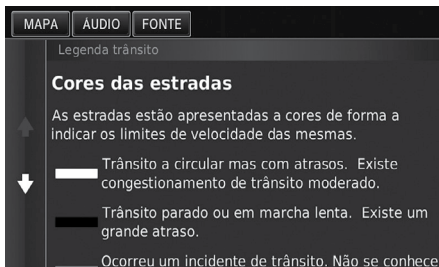 MAPA ÁUDIO FONTE
Legenda trânsito
Cores das estradas
As estradas estão apresentadas a cores de forma a
indicar os limites de velocidade das mesmas.
Trânsito a circular mas com atrasos. Existe
congestionamento de trânsito moderado.
Trânsito parado ou em marcha lenta. Existe um
grande atraso.
Ocorreu um incidente de trânsito. Não se conhece